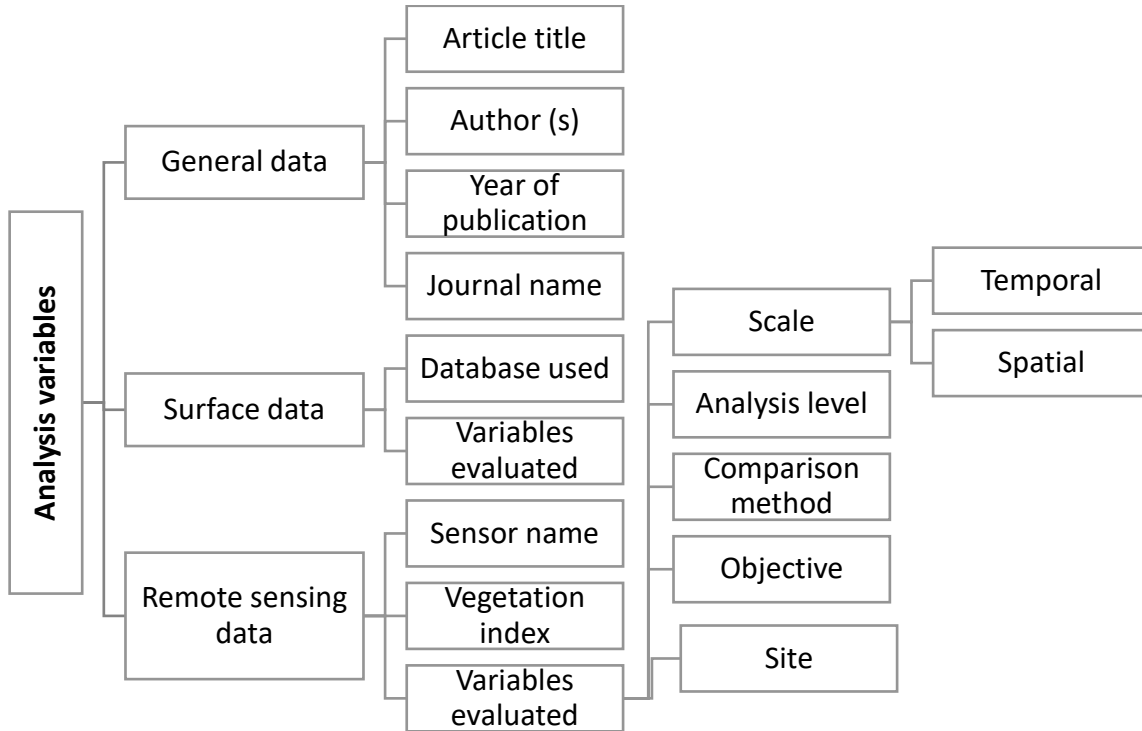 Analysis variables
General data
Article title
Author (s)
Year of
publication
Journal name
Surface data
Database used
Variables
evaluated
Remote sensing
data
Sensor name
Vegetation
index
Variables
evaluated
Scale
Temporal
Spatial
Analysis level
Comparison
method
Objective
Site